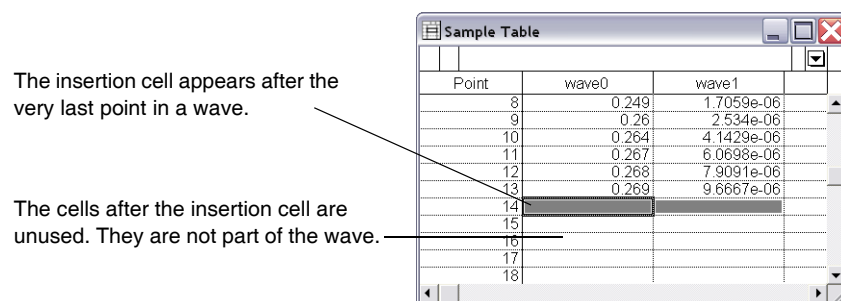 Sample Table
Point wave0 wave1
8 0.249 1.7059e-06
9 0.26 2.534e-06
10 0.264 4.1429e-06
11 0.267 6.0698e-06
12 0.268 7.9091e-06
13 0.269 9.6667e-06
14
15
16
17
18
The insertion cell appears after the
very last point in a wave.
The cells after the insertion cell are
unused. They are not part of the wave.